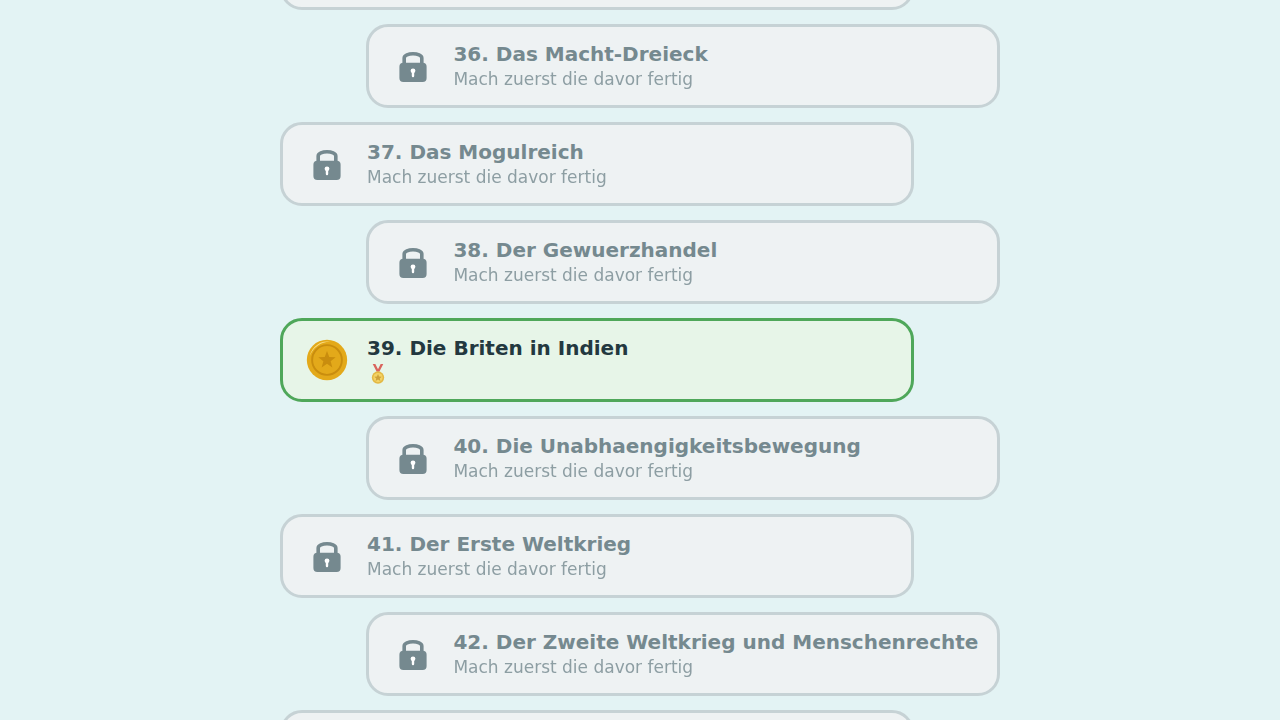 36. Das Macht-Dreieck
Mach zuerst die davor fertig
37. Das Mogulreich
Mach zuerst die davor fertig
38. Der Gewuerzhandel
Mach zuerst die davor fertig
39. Die Briten in Indien
40. Die Unabhaengigkeitsbewegung
Mach zuerst die davor fertig
41. Der Erste Weltkrieg
Mach zuerst die davor fertig
42. Der Zweite Weltkrieg und Menschenrechte
Mach zuerst die davor fertig